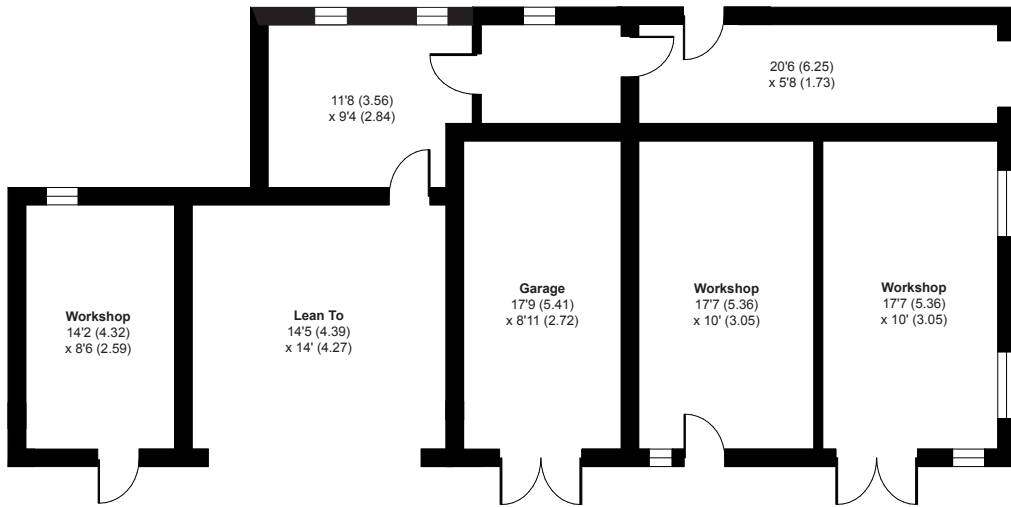 20'6 (6.25)
x 5'8 (1.73)
11'8 (3.56)
x 9'4 (2.84)
Workshop
14'2 (4.32)
x 8'6 (2.59)
Lean To
14'5 (4.39)
x 14' (4.27)
Garage
17'9 (5.41)
x 8'11 (2.72)
Workshop
17'7 (5.36)
x 10' (3.05)
Workshop
17'7 (5.36)
x 10' (3.05)